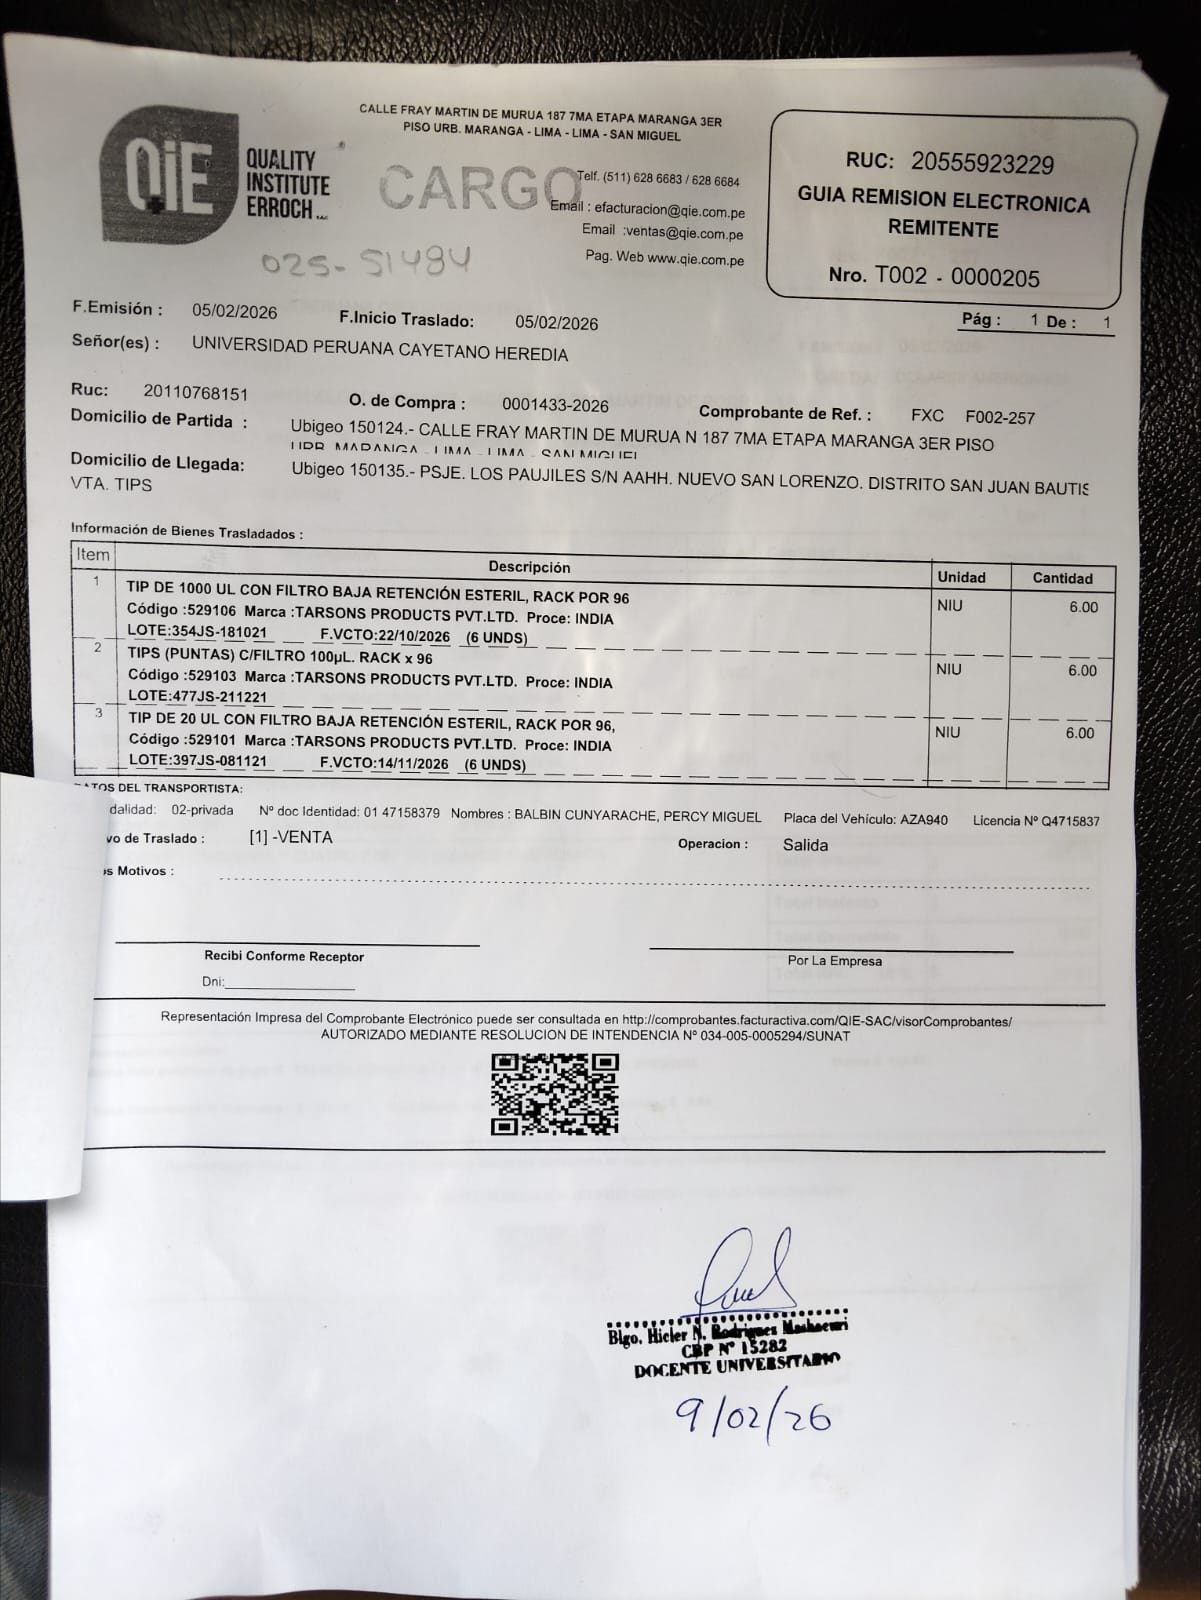 CALLE FRAY MARTIN DE MURUA 187 7MA ETAPA MARANGA 3ER
PISO URB. MARANGA - LIMA - LIMA - SAN MIGUEL
QiE QUALITY
INSTITUTE
ERROCH S.A.C.
CARGO
Telf. (511) 628 6683 / 628 6684
Email : efacturacion@qie.com.pe
Email :ventas@qie.com.pe
Pag. Web www.qie.com.pe
025-51484
RUC: 20555923229
GUIA REMISION ELECTRONICA
REMITENTE
Nro. T002 - 0000205
F.Emisión : 05/02/2026 F.Inicio Traslado: 05/02/2026 Pág : 1 De : 1
Señor(es) : UNIVERSIDAD PERUANA CAYETANO HEREDIA
Ruc: 20110768151 O. de Compra : 0001433-2026 Comprobante de Ref. : FXC F002-257
Domicilio de Partida : Ubigeo 150124.- CALLE FRAY MARTIN DE MURUA N 187 7MA ETAPA MARANGA 3ER PISO
URB. MARANGA - LIMA - LIMA - SAN MIGUEL
Domicilio de Llegada: Ubigeo 150135.- PSJE. LOS PAUJILES S/N AAHH. NUEVO SAN LORENZO. DISTRITO SAN JUAN BAUTIS
VTA. TIPS
Información de Bienes Trasladados :
Item Descripción Unidad Cantidad
1 TIP DE 1000 UL CON FILTRO BAJA RETENCIÓN ESTERIL, RACK POR 96 NIU 6.00
Código :529106 Marca :TARSONS PRODUCTS PVT.LTD. Proce: INDIA
LOTE:354JS-181021 F.VCTO:22/10/2026 (6 UNDS)
2 TIPS (PUNTAS) C/FILTRO 100µL. RACK x 96 NIU 6.00
Código :529103 Marca :TARSONS PRODUCTS PVT.LTD. Proce: INDIA
LOTE:477JS-211221
3 TIP DE 20 UL CON FILTRO BAJA RETENCIÓN ESTERIL, RACK POR 96, NIU 6.00
Código :529101 Marca :TARSONS PRODUCTS PVT.LTD. Proce: INDIA
LOTE:397JS-081121 F.VCTO:14/11/2026 (6 UNDS)
ATOS DEL TRANSPORTISTA:
dalidad: 02-privada Nº doc Identidad: 01 47158379 Nombres : BALBIN CUNYARACHE, PERCY MIGUEL Placa del Vehículo: AZA940 Licencia Nº Q4715837
vo de Traslado : [1] -VENTA Operacion : Salida
s Motivos :
Recibi Conforme Receptor Por La Empresa
Dni:
Representación Impresa del Comprobante Electrónico puede ser consultada en http://comprobantes.facturactiva.com/QIE-SAC/visorComprobantes/
AUTORIZADO MEDIANTE RESOLUCION DE INTENDENCIA Nº 034-005-0005294/SUNAT
Blgo. Hicler N. Rodriguez
CBP Nº 15282
DOCENTE UNIVERSITARIO
9/02/26